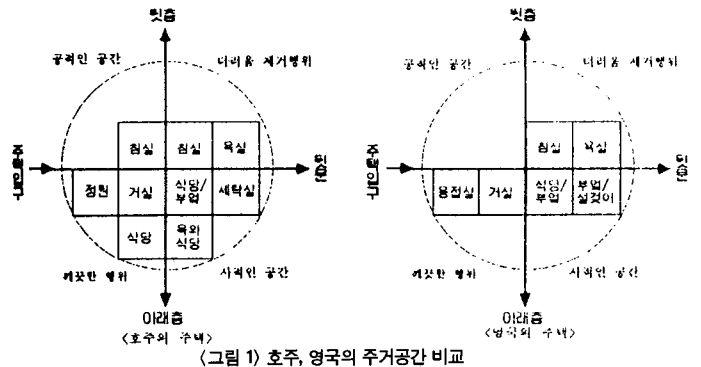 윗층
윗층
공적인 공간
더러움 제거행위
공적인 공간
더러움 제거행위
침실
침실
욕실
침실
욕실
주택입구
주택입구
정원
거실
식당/
부엌
세탁실
응접실
거실
식당/
부엌
부엌/
설겆이
식당
옥외
식당
깨끗한 행위
사적인 공간
깨끗한 행위
사적인 공간
아래층
아래층
〈호주의 주택〉
〈영국의 주택〉
〈그림 1〉 호주, 영국의 주거공간 비교